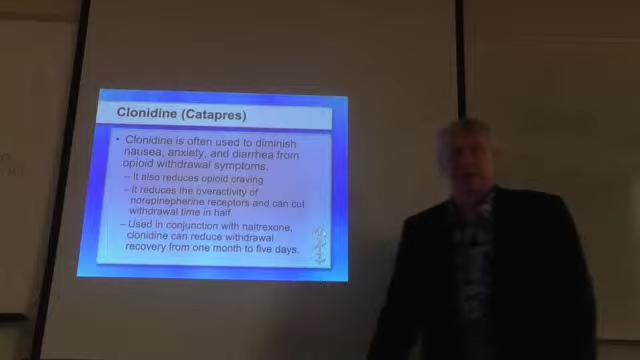 Clonidine (Catapres)
• Clonidine is often used to diminish
nausea, anxiety, and diarrhea from
opioid withdrawal symptoms.
– It also reduces opioid craving
– It reduces the overactivity of
norepinepherine receptors and can cut
withdrawal time in half.
– Used in conjunction with naltrexone,
clonidine can reduce withdrawal
recovery from one month to five days.